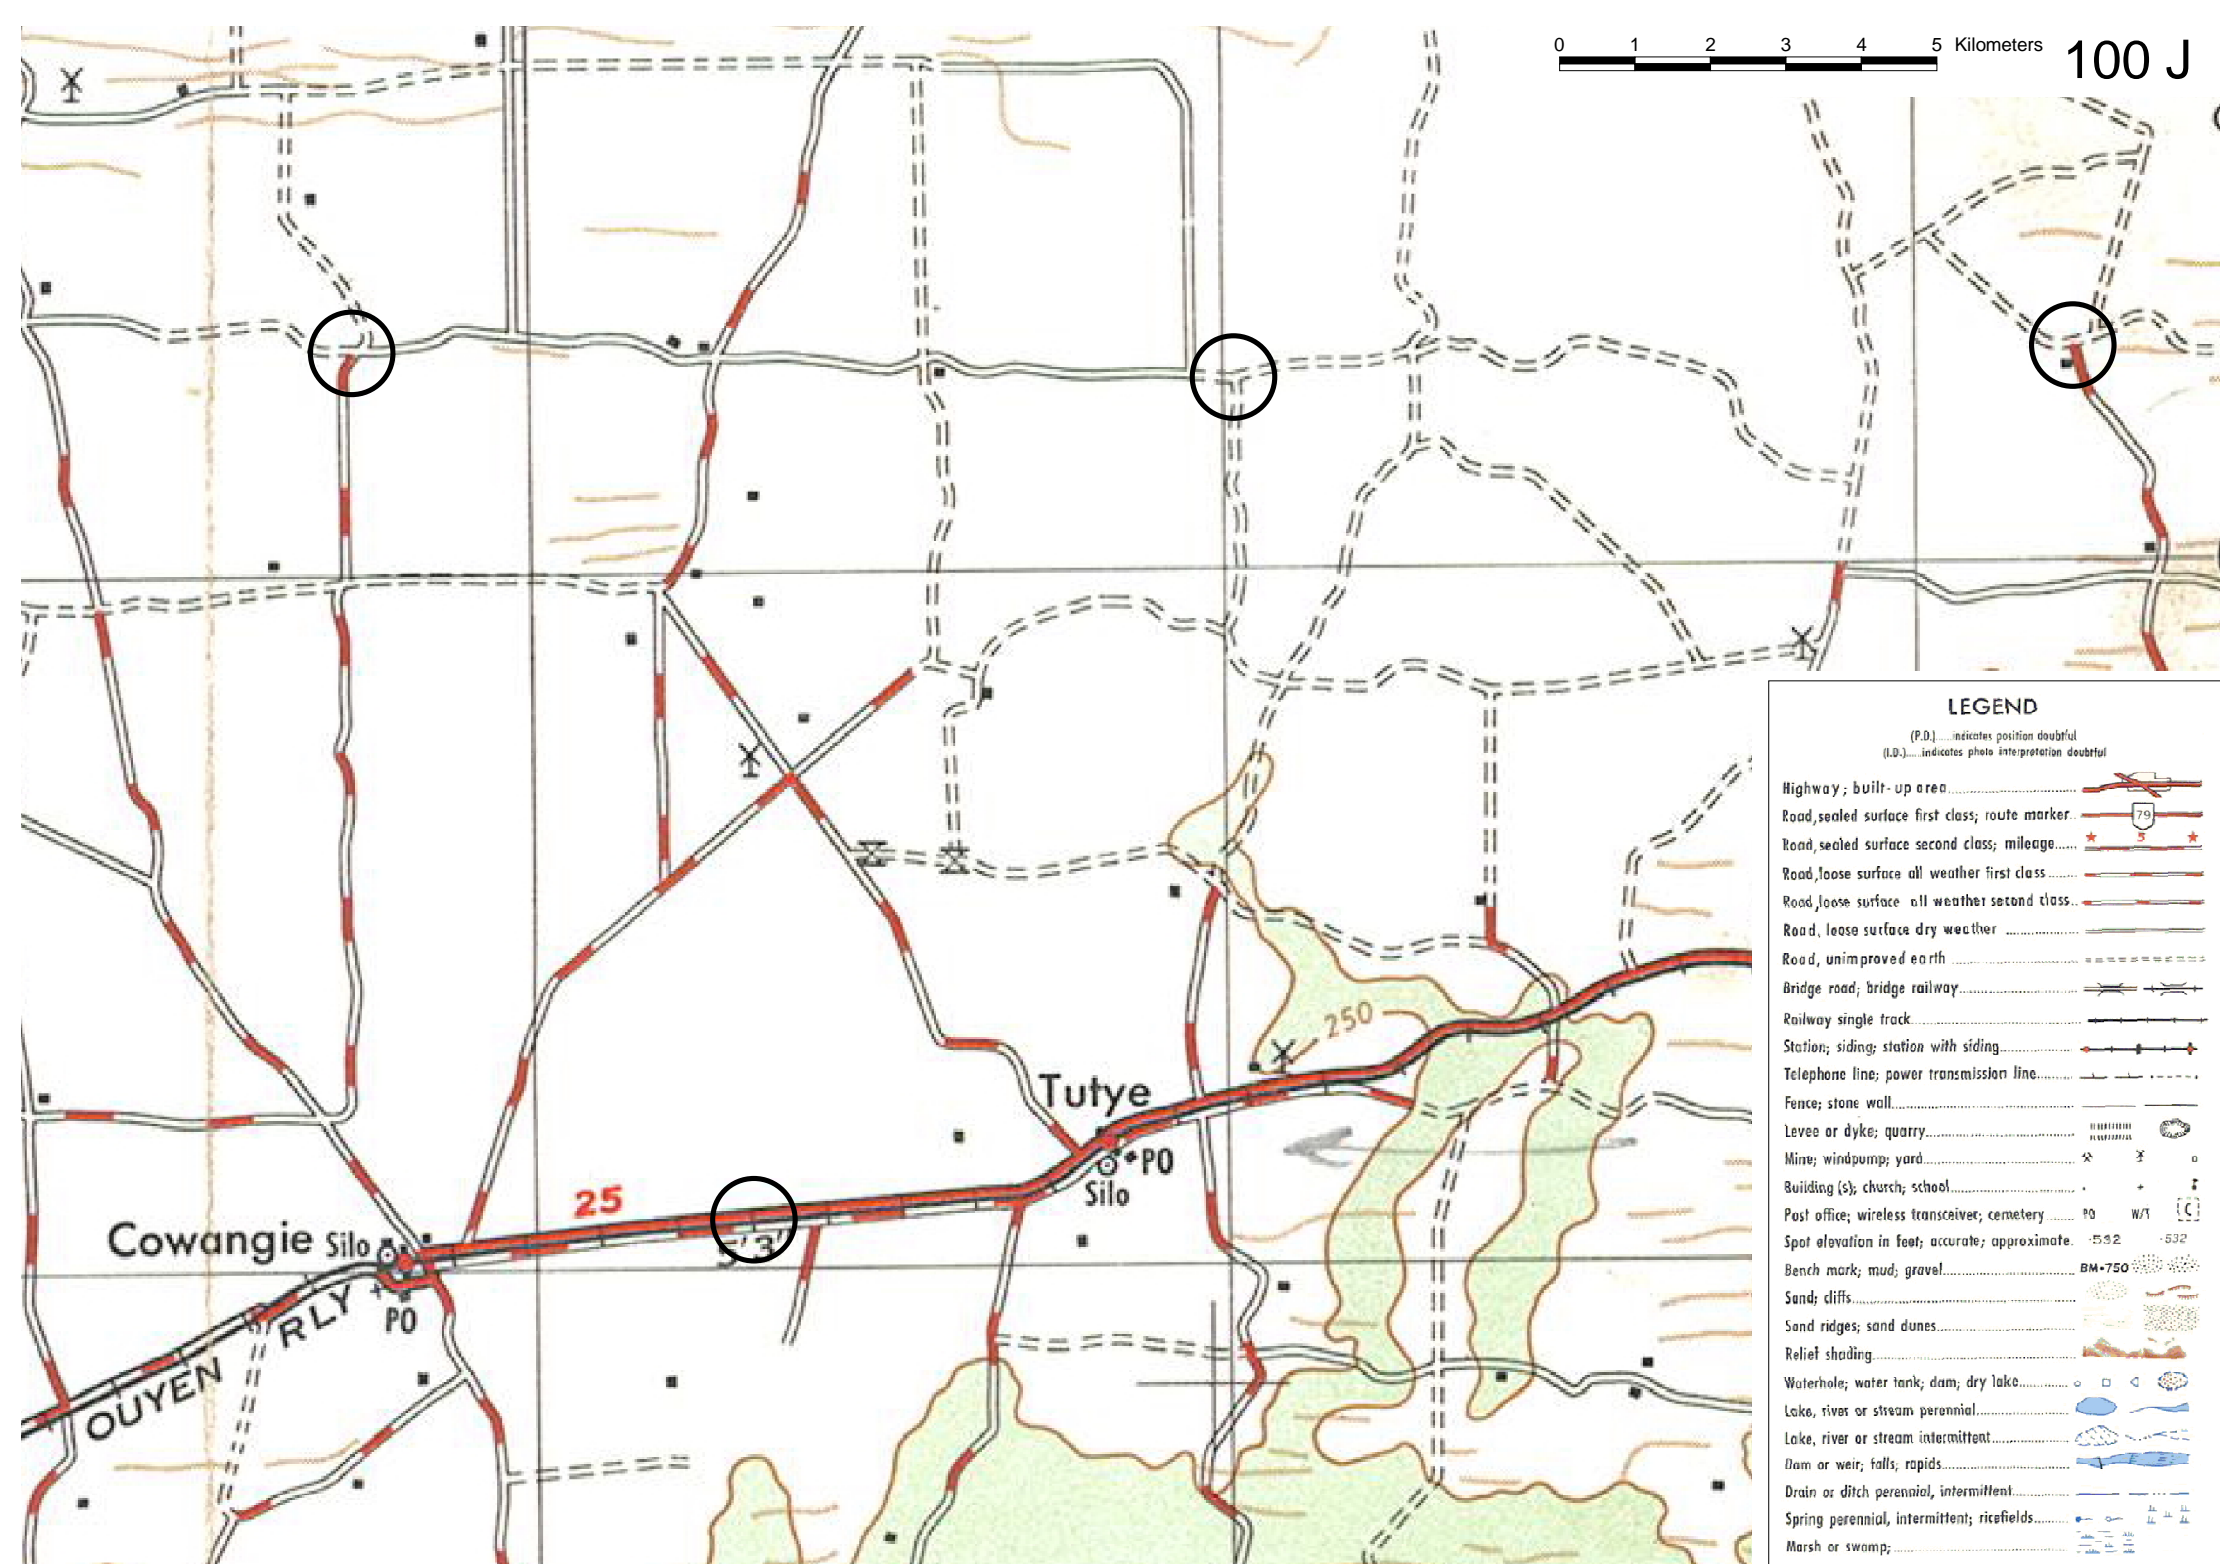 0 1 2 3 4 5 Kilometers 100 J
250
Tutye
PO
Silo
25
5'3"
Cowangie Silo
PO
OUYEN RLY
LEGEND
(P.D.).....indicates position doubtful
(I.D.).....indicates photo interpretation doubtful
Highway; built-up area
Road, sealed surface first class; route marker 79
Road, sealed surface second class; mileage 5
Road, loose surface all weather first class
Road, loose surface all weather second class
Road, loose surface dry weather
Road, unimproved earth
Bridge road; bridge railway
Railway single track
Station; siding; station with siding
Telephone line; power transmission line
Fence; stone wall
Levee or dyke; quarry
Mine; windpump; yard
Building (s); church; school
Post office; wireless transceiver; cemetery PO W/T C
Spot elevation in feet; accurate; approximate ·532 ·532
Bench mark; mud; gravel BM•750
Sand; cliffs
Sand ridges; sand dunes
Relief shading
Waterhole; water tank; dam; dry lake
Lake, river or stream perennial
Lake, river or stream intermittent
Dam or weir; falls; rapids
Drain or ditch perennial, intermittent
Spring perennial, intermittent; ricefields
Marsh or swamp;